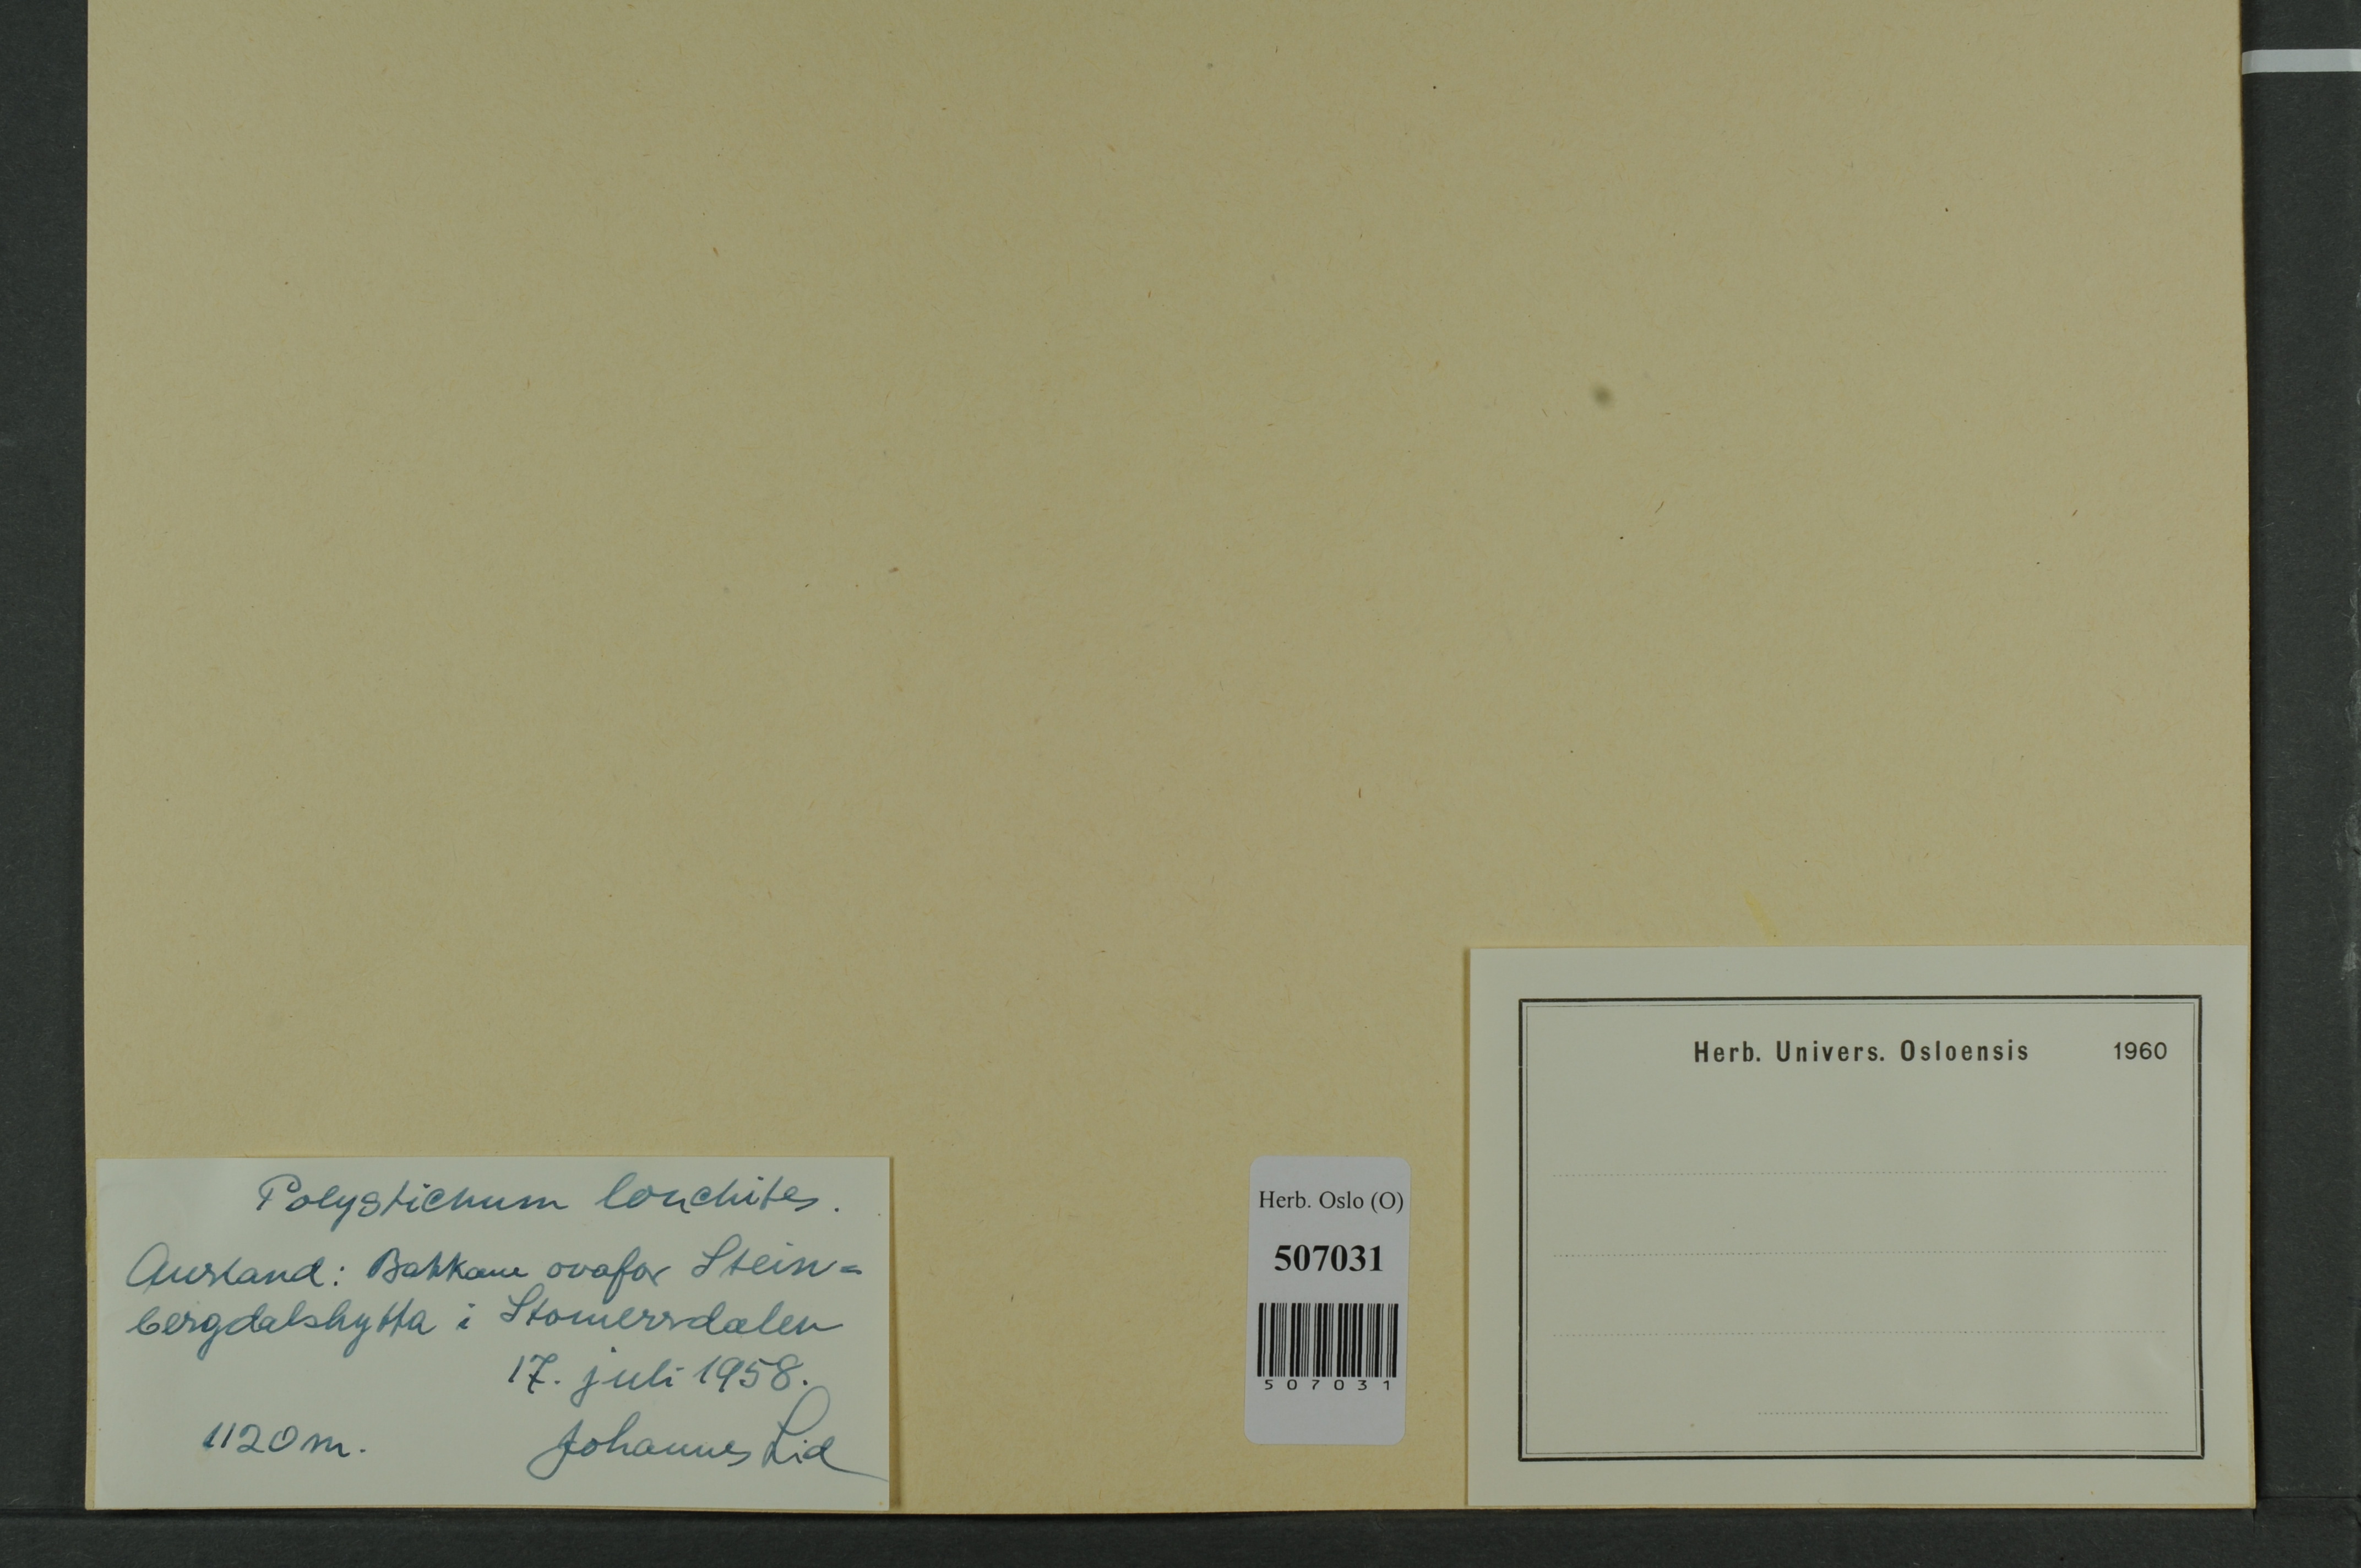 Polystichum lonchites.
Aurland: Bakkane ovafor Stein=
bergdalshytta i Stomerrdalen
17. juli 1958.
1120 m. Johannes Lid
Herb. Oslo (O)
507031
507031
Herb. Univers. Osloensis 1960